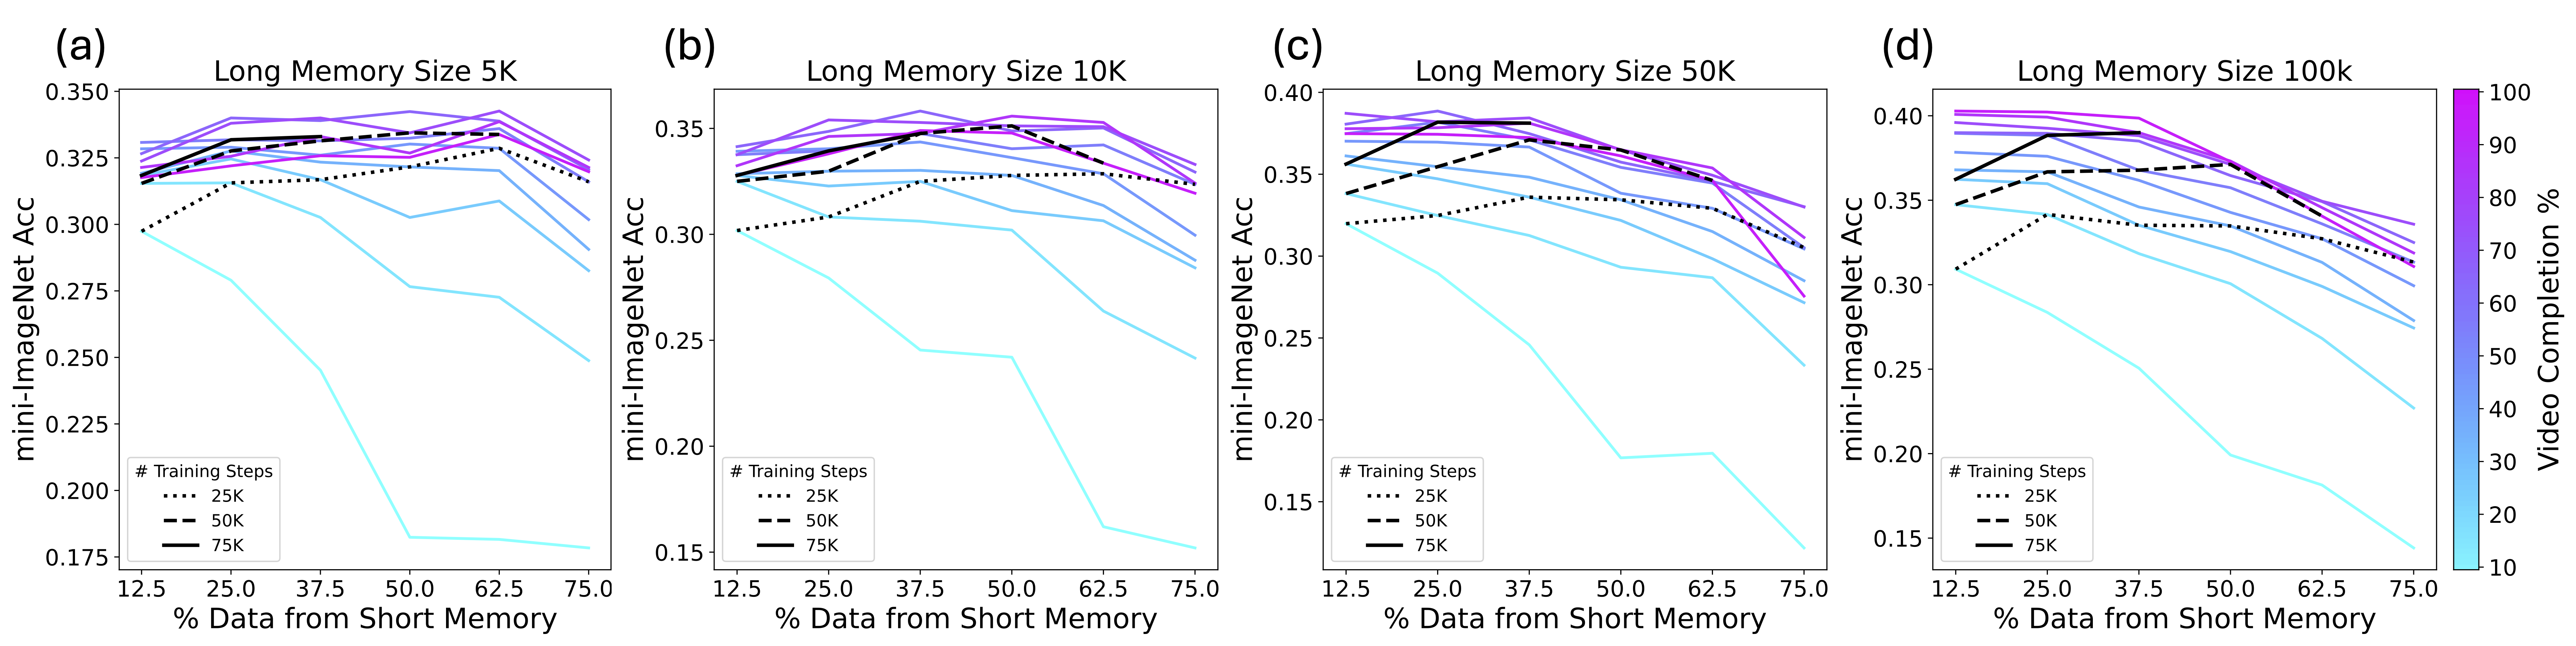 (a)
Long Memory Size 5K
mini-ImageNet Acc
0.350
0.325
0.300
0.275
0.250
0.225
0.200
0.175
# Training Steps
25K
50K
75K
12.5 25.0 37.5 50.0 62.5 75.0
% Data from Short Memory
(b)
Long Memory Size 10K
mini-ImageNet Acc
0.35
0.30
0.25
0.20
0.15
# Training Steps
25K
50K
75K
12.5 25.0 37.5 50.0 62.5 75.0
% Data from Short Memory
(c)
Long Memory Size 50K
mini-ImageNet Acc
0.40
0.35
0.30
0.25
0.20
0.15
# Training Steps
25K
50K
75K
12.5 25.0 37.5 50.0 62.5 75.0
% Data from Short Memory
(d)
Long Memory Size 100k
mini-ImageNet Acc
0.40
0.35
0.30
0.25
0.20
0.15
# Training Steps
25K
50K
75K
12.5 25.0 37.5 50.0 62.5 75.0
% Data from Short Memory
100
90
80
70
60
50
40
30
20
10
Video Completion %